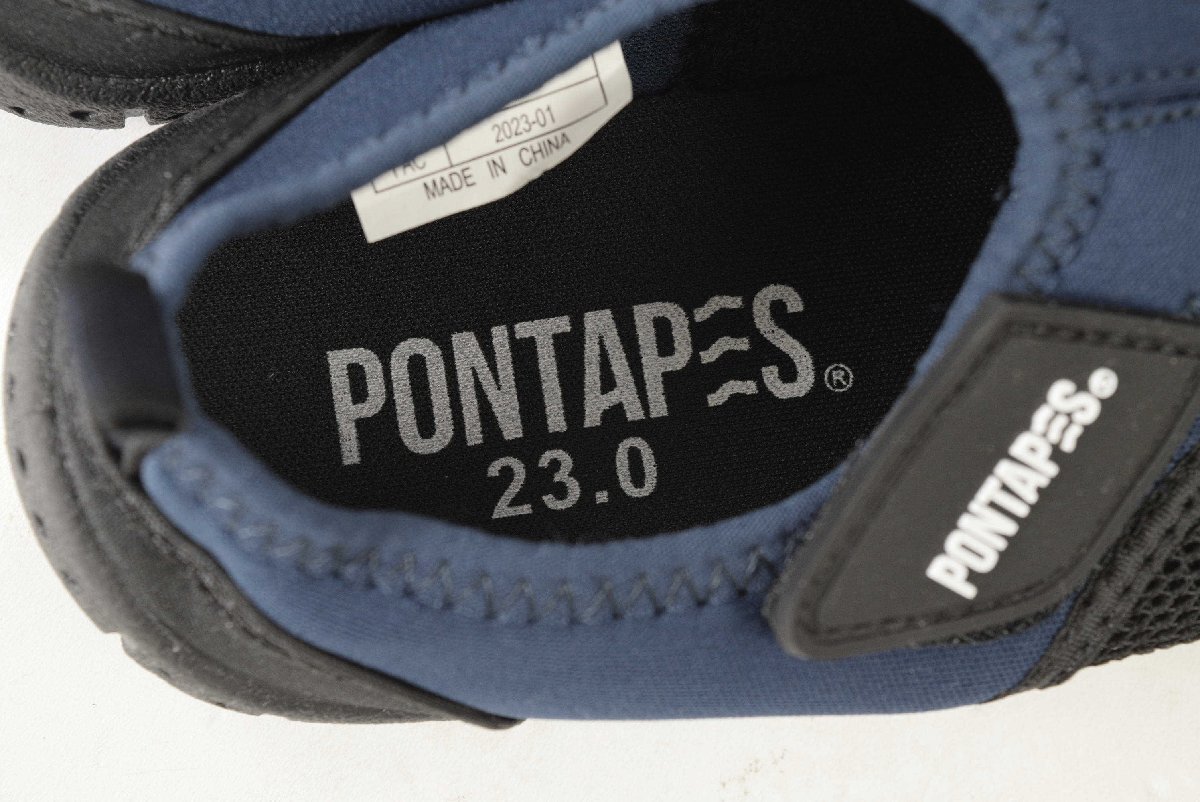 2023-01
MADE IN CHINA
PONTAPES®
23.0
PONTAPES®